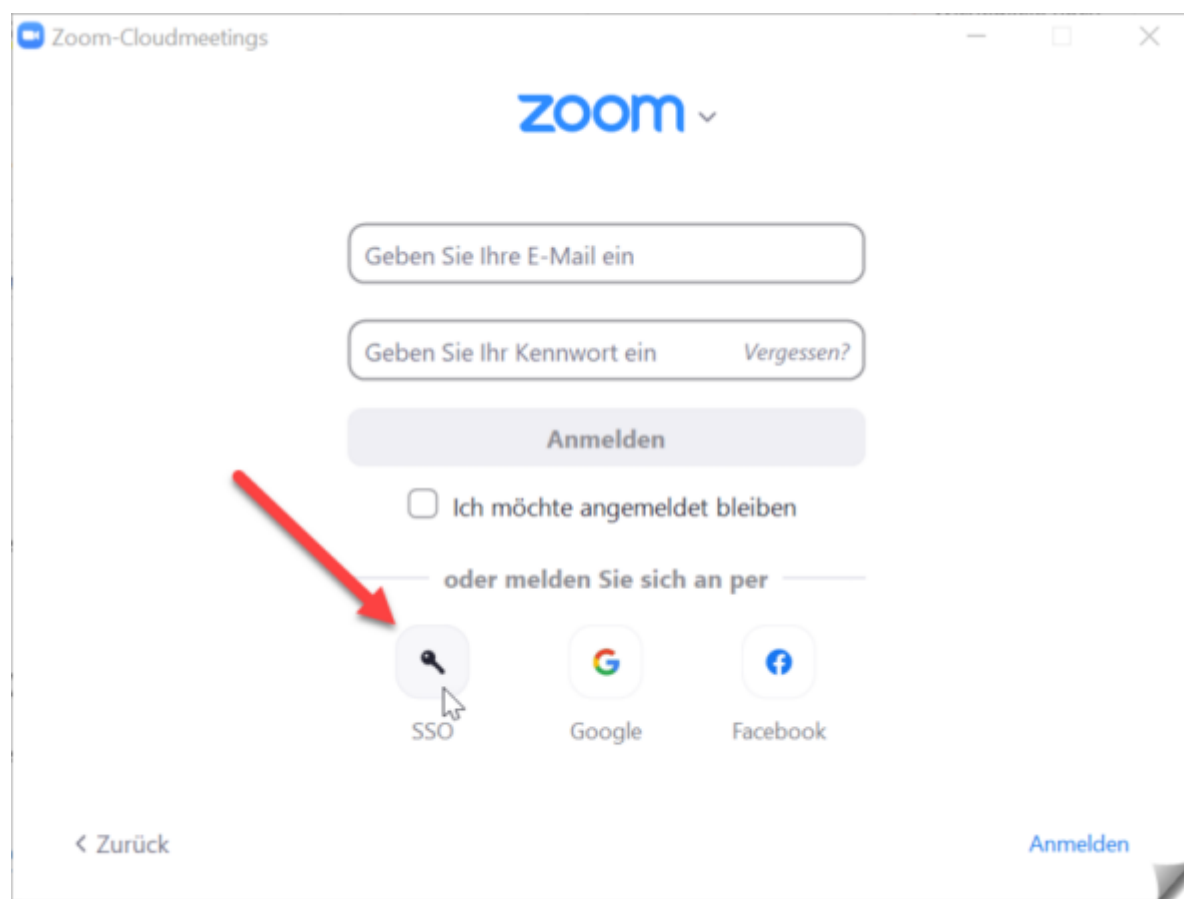 Zoom-Cloudmeetings
zoom
Geben Sie Ihre E-Mail ein
Geben Sie Ihr Kennwort ein Vergessen?
Anmelden
Ich möchte angemeldet bleiben
oder melden Sie sich an per
SSO Google Facebook
< Zurück Anmelden